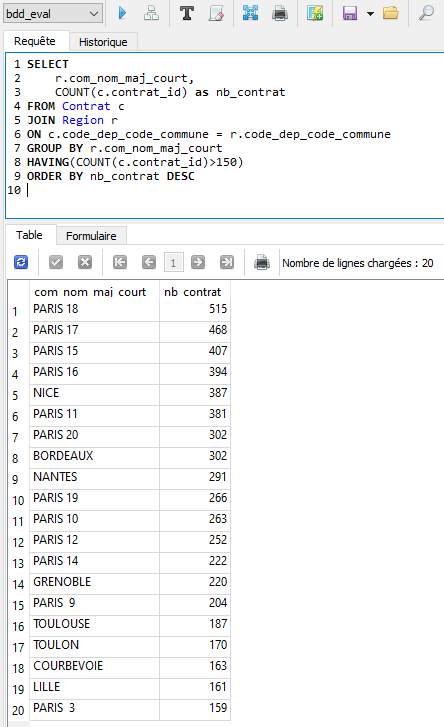 bdd_eval
Requête Historique
1 SELECT
2 r.com_nom_maj_court,
3 COUNT(c.contrat_id) as nb_contrat
4 FROM Contrat c
5 JOIN Region r
6 ON c.code_dep_code_commune = r.code_dep_code_commune
7 GROUP BY r.com_nom_maj_court
8 HAVING(COUNT(c.contrat_id)>150)
9 ORDER BY nb_contrat DESC
10
Table Formulaire
1 Nombre de lignes chargées : 20
com_nom_maj_court nb_contrat
1 PARIS 18 515
2 PARIS 17 468
3 PARIS 15 407
4 PARIS 16 394
5 NICE 387
6 PARIS 11 381
7 PARIS 20 302
8 BORDEAUX 302
9 NANTES 291
10 PARIS 19 266
11 PARIS 10 263
12 PARIS 12 252
13 PARIS 14 222
14 GRENOBLE 220
15 PARIS  9 204
16 TOULOUSE 187
17 TOULON 170
18 COURBEVOIE 163
19 LILLE 161
20 PARIS  3 159